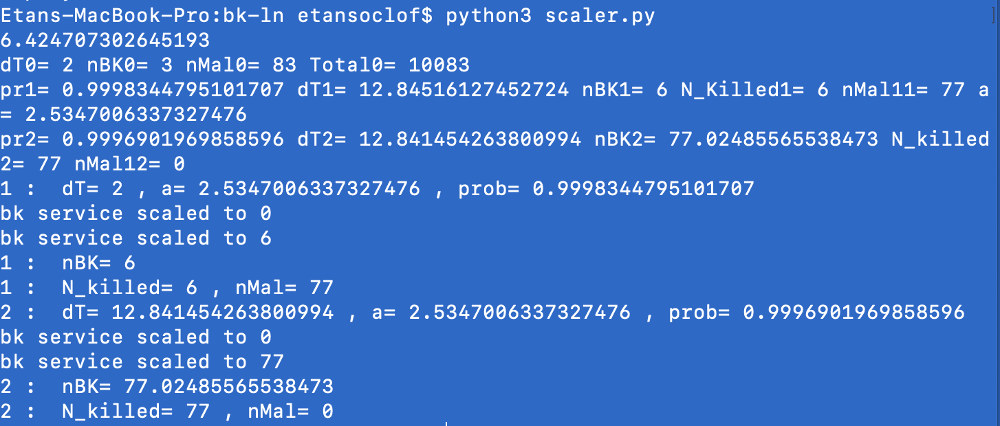 Etans-MacBook-Pro:bk-ln etansoclof$ python3 scaler.py
6.424707302645193
dT0= 2 nBK0= 3 nMal0= 83 Total0= 10083
pr1= 0.9998344795101707 dT1= 12.84516127452724 nBK1= 6 N_Killed1= 6 nMal11= 77 a
= 2.5347006337327476
pr2= 0.9996901969858596 dT2= 12.841454263800994 nBK2= 77.02485565538473 N_killed
2= 77 nMal12= 0
1 :  dT= 2 , a= 2.5347006337327476 , prob= 0.9998344795101707
bk service scaled to 0
bk service scaled to 6
1 :  nBK= 6
1 :  N_killed= 6 , nMal= 77
2 :  dT= 12.841454263800994 , a= 2.5347006337327476 , prob= 0.9996901969858596
bk service scaled to 0
bk service scaled to 77
2 :  nBK= 77.02485565538473
2 :  N_killed= 77 , nMal= 0